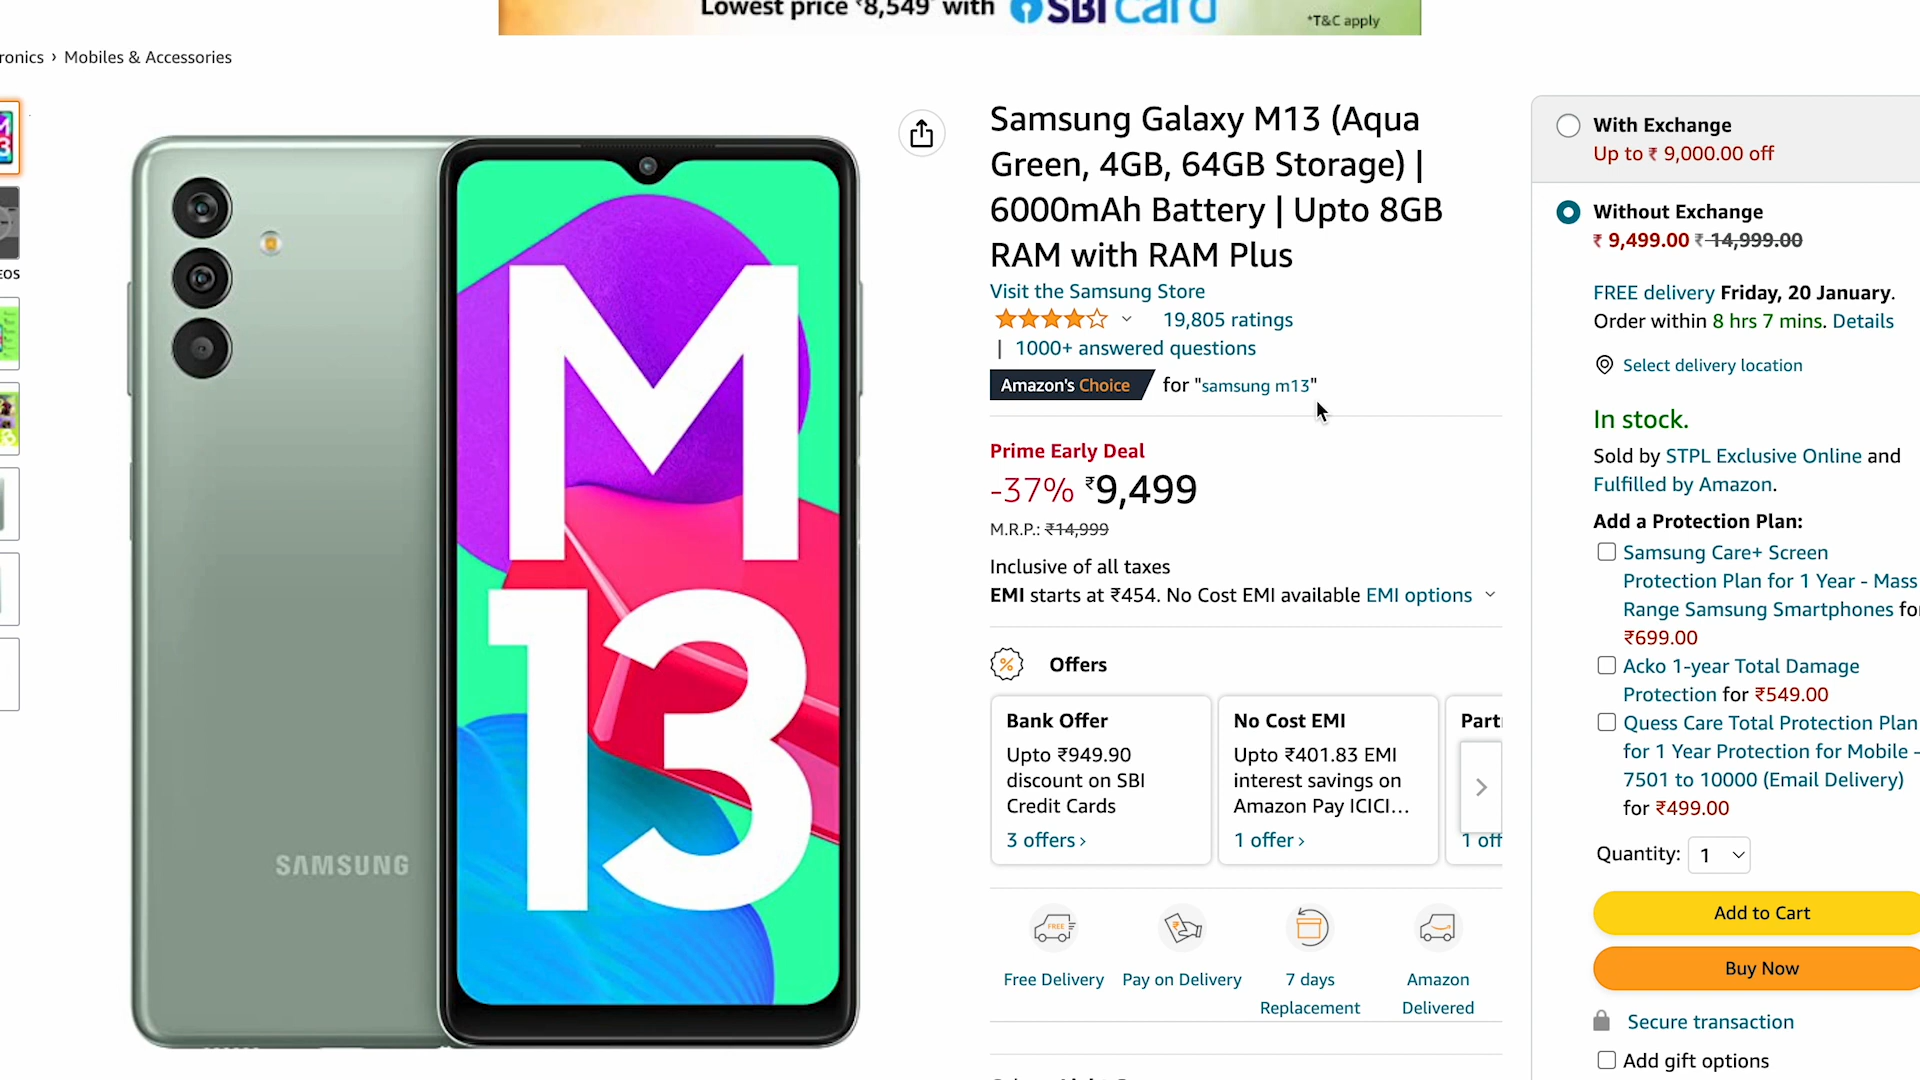 Lowest price ₹8,549* with SBI card
*T&C apply
ronics › Mobiles & Accessories
EOS
M
13
SAMSUNG
Samsung Galaxy M13 (Aqua
Green, 4GB, 64GB Storage) |
6000mAh Battery | Upto 8GB
RAM with RAM Plus
Visit the Samsung Store
19,805 ratings
| 1000+ answered questions
Amazon's Choice for "samsung m13"
Prime Early Deal
-37% ₹9,499
M.R.P.: ₹14,999
Inclusive of all taxes
EMI starts at ₹454. No Cost EMI available EMI options
Offers
Bank Offer
Upto ₹949.90
discount on SBI
Credit Cards
3 offers ›
No Cost EMI
Upto ₹401.83 EMI
interest savings on
Amazon Pay ICICI…
1 offer ›
Part
1 off
FREE
Free Delivery
Pay on Delivery
7 days
Replacement
Amazon
Delivered
With Exchange
Up to ₹ 9,000.00 off
Without Exchange
₹ 9,499.00 ₹ 14,999.00
FREE delivery Friday, 20 January.
Order within 8 hrs 7 mins. Details
Select delivery location
In stock.
Sold by STPL Exclusive Online and
Fulfilled by Amazon.
Add a Protection Plan:
Samsung Care+ Screen
Protection Plan for 1 Year - Mass
Range Samsung Smartphones for
₹699.00
Acko 1-year Total Damage
Protection for ₹549.00
Quess Care Total Protection Plan
for 1 Year Protection for Mobile -
7501 to 10000 (Email Delivery)
for ₹499.00
Quantity: 1
Add to Cart
Buy Now
Secure transaction
Add gift options